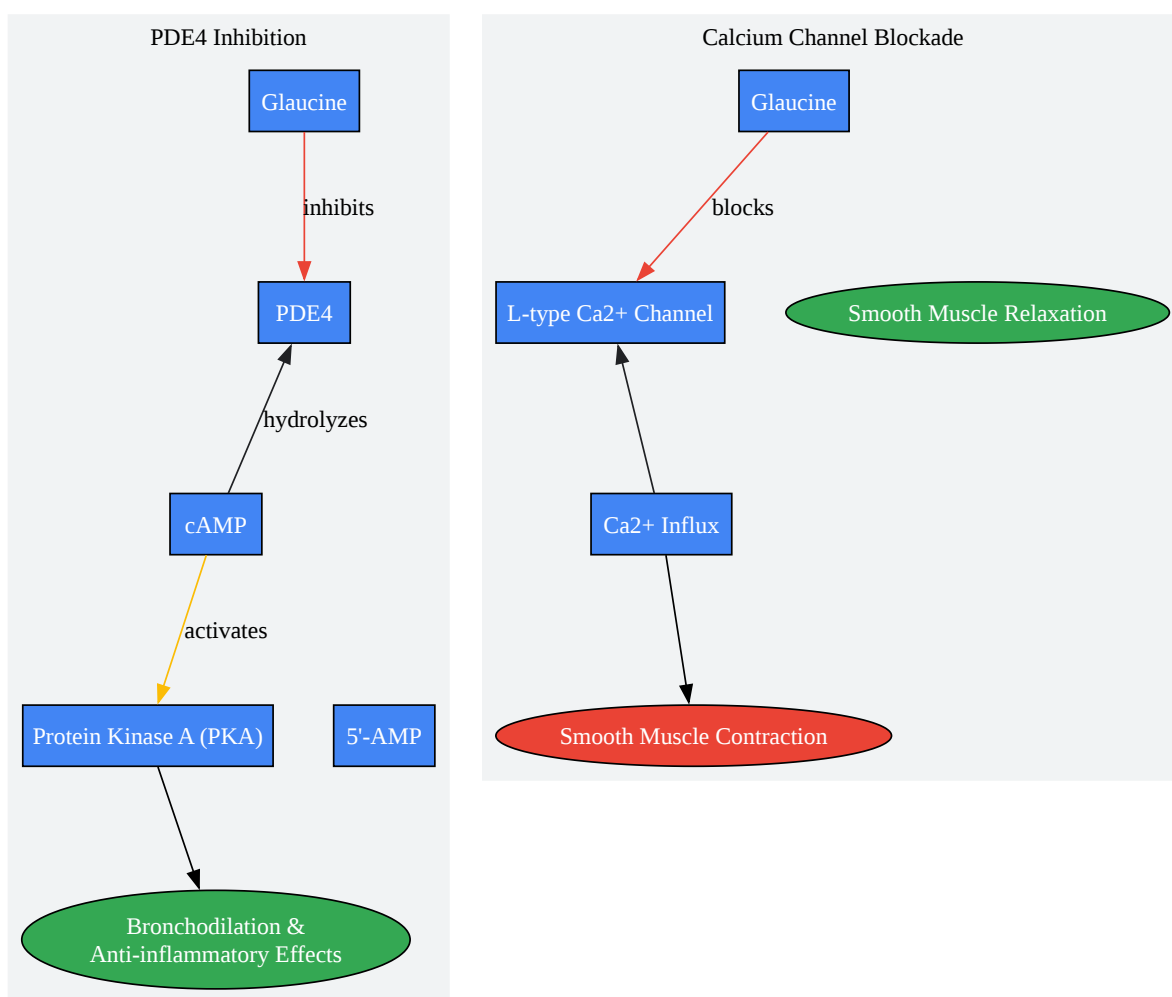 PDE4 Inhibition
Glaucine
inhibits
PDE4
hydrolyzes
cAMP
activates
Protein Kinase A (PKA)
5'-AMP
Bronchodilation &
Anti-inflammatory Effects
Calcium Channel Blockade
Glaucine
blocks
L-type Ca2+ Channel
Smooth Muscle Relaxation
Ca2+ Influx
Smooth Muscle Contraction